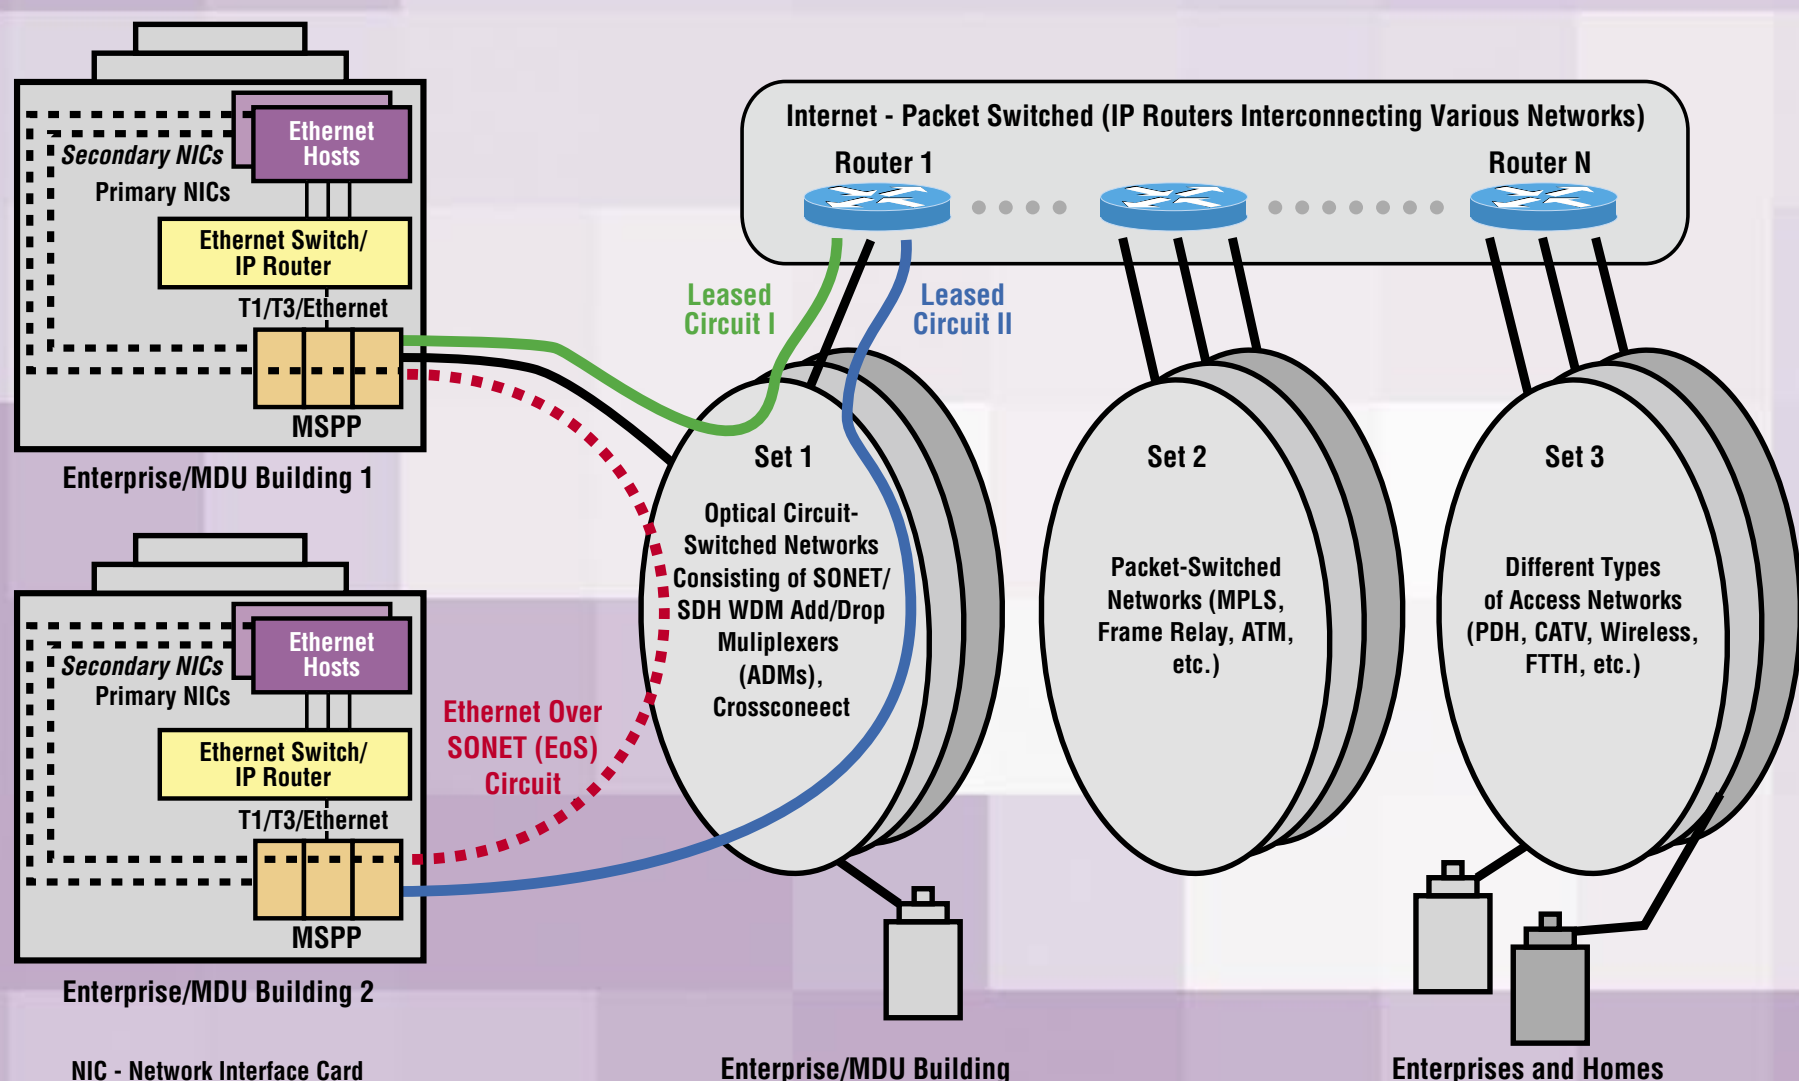 Ethernet
Hosts
Secondary NICs
Primary NICs
Ethernet Switch/
IP Router
T1/T3/Ethernet
MSPP
Enterprise/MDU Building 1
Ethernet
Hosts
Secondary NICs
Primary NICs
Ethernet Switch/
IP Router
T1/T3/Ethernet
MSPP
Enterprise/MDU Building 2
NIC - Network Interface Card
Internet - Packet Switched (IP Routers Interconnecting Various Networks)
Router 1
Router N
Leased
Circuit I
Leased
Circuit II
Ethernet Over
SONET (EoS)
Circuit
Set 1
Optical Circuit-
Switched Networks
Consisting of SONET/
SDH WDM Add/Drop
Muliplexers
(ADMs),
Crossconeect
Set 2
Packet-Switched
Networks (MPLS,
Frame Relay, ATM,
etc.)
Set 3
Different Types
of Access Networks
(PDH, CATV, Wireless,
FTTH, etc.)
Enterprise/MDU Building
Enterprises and Homes